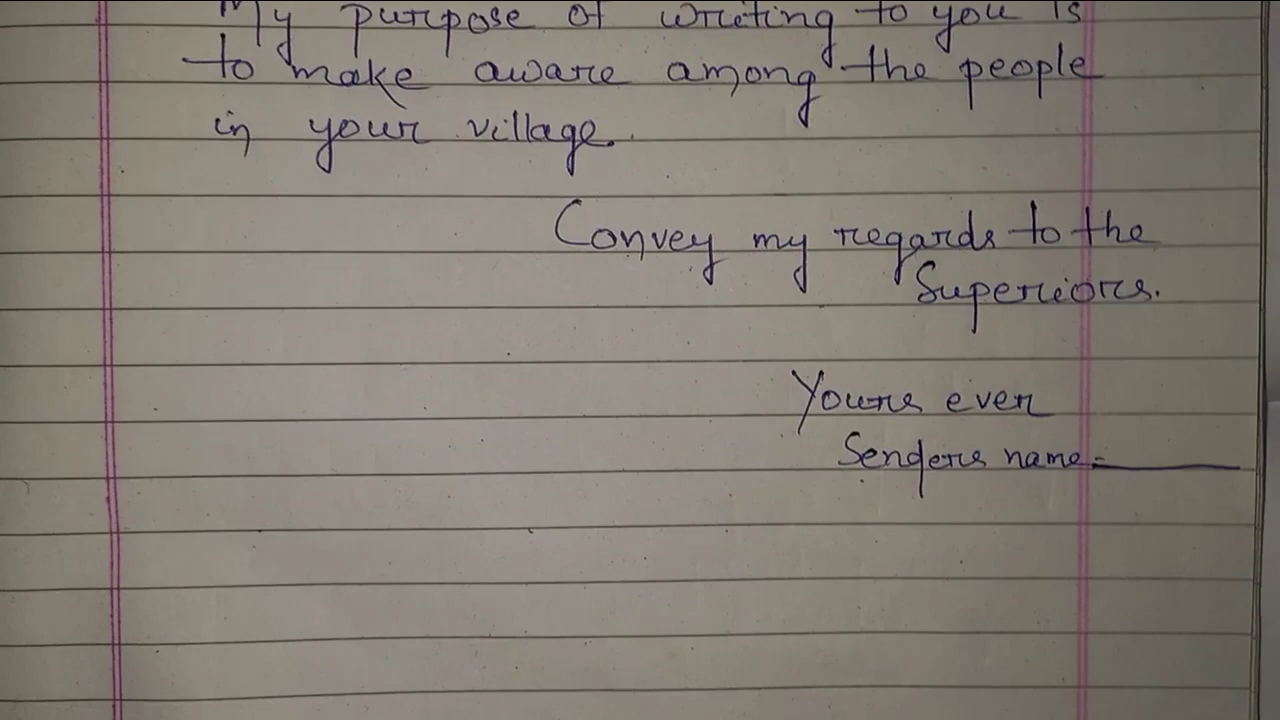 My purpose of writing to you is
to make aware among the people
in your village.
Convey my regards to the
Superiors.
Yours ever
Senders name-